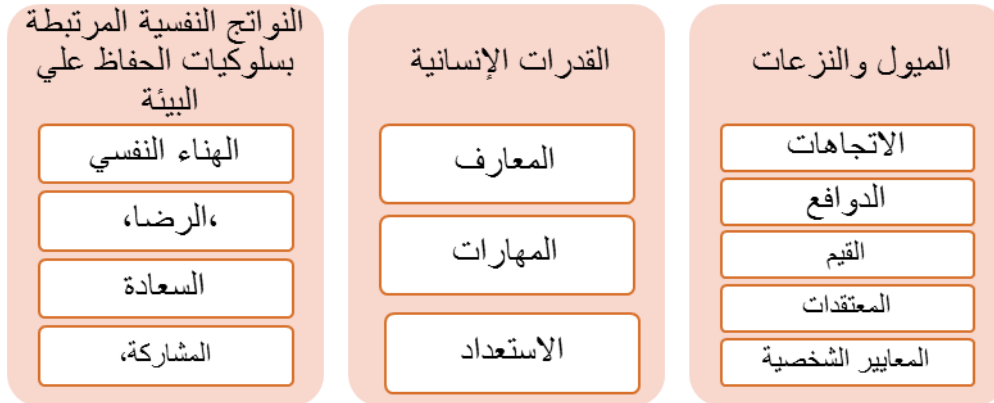 الميول والنزعات
الاتجاهات
الدوافع
القيم
المعتقدات
المعايير الشخصية
القدرات الإنسانية
المعارف
المهارات
الاستعداد
النواتج النفسية المرتبطة
بسلوكيات الحفاظ علي
البيئة
الهناء النفسي
،الرضا،
السعادة
المشاركة،